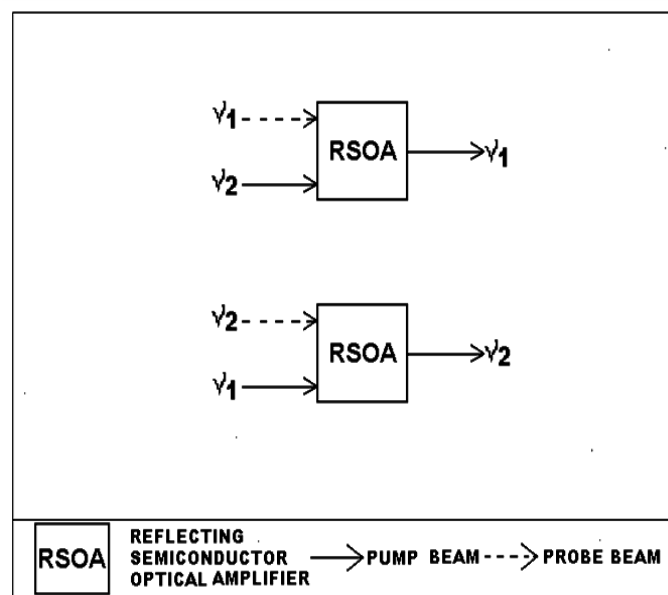 ν1
RSOA
ν1
ν2
ν2
RSOA
ν2
ν1
RSOA
REFLECTING
SEMICONDUCTOR
OPTICAL AMPLIFIER
PUMP BEAM
PROBE BEAM